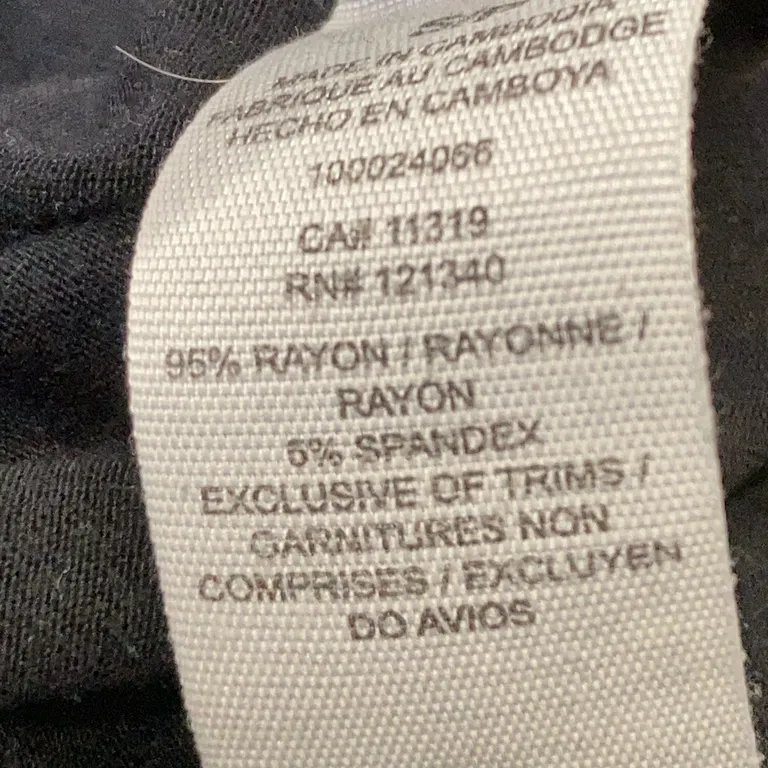 S/P
MADE IN CAMBODIA
FABRIQUE AU CAMBODGE
HECHO EN CAMBOYA
100024066
CA# 11319
RN# 121340
95% RAYON / RAYONNE /
RAYON
5% SPANDEX
EXCLUSIVE OF TRIMS /
GARNITURES NON
COMPRISES / EXCLUYEN
DO AVIOS